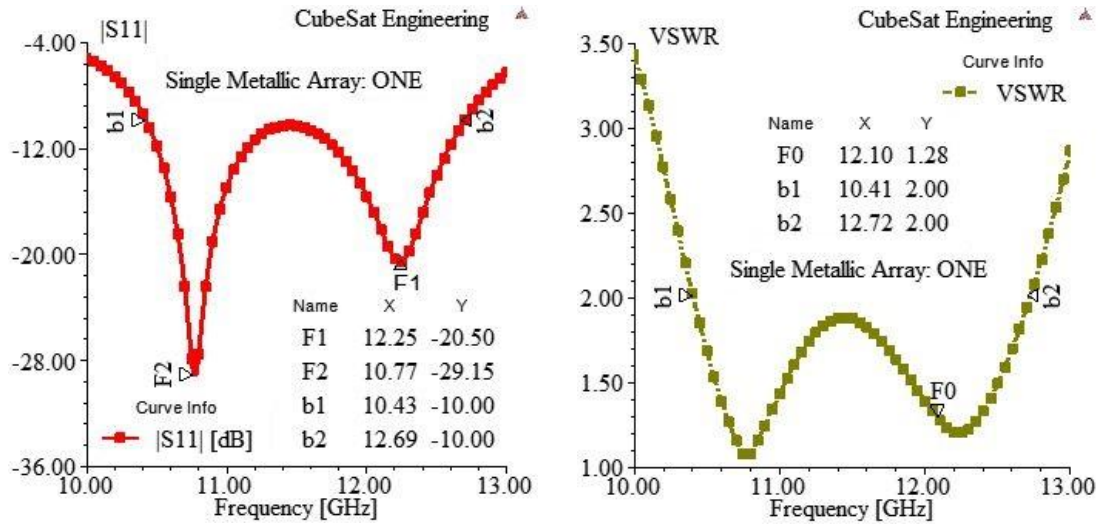 CubeSat Engineering
|S11|
-4.00
-12.00
-20.00
-28.00
-36.00
Single Metallic Array: ONE
b1
b2
F1
F2
Name X Y
F1 12.25 -20.50
F2 10.77 -29.15
b1 10.43 -10.00
b2 12.69 -10.00
Curve Info
|S11| [dB]
10.00 11.00 12.00 13.00
Frequency [GHz]
CubeSat Engineering
VSWR
3.50
3.00
2.50
2.00
1.50
1.00
Curve Info
VSWR
Name X Y
F0 12.10 1.28
b1 10.41 2.00
b2 12.72 2.00
Single Metallic Array: ONE
b1
b2
F0
10.00 11.00 12.00 13.00
Frequency [GHz]